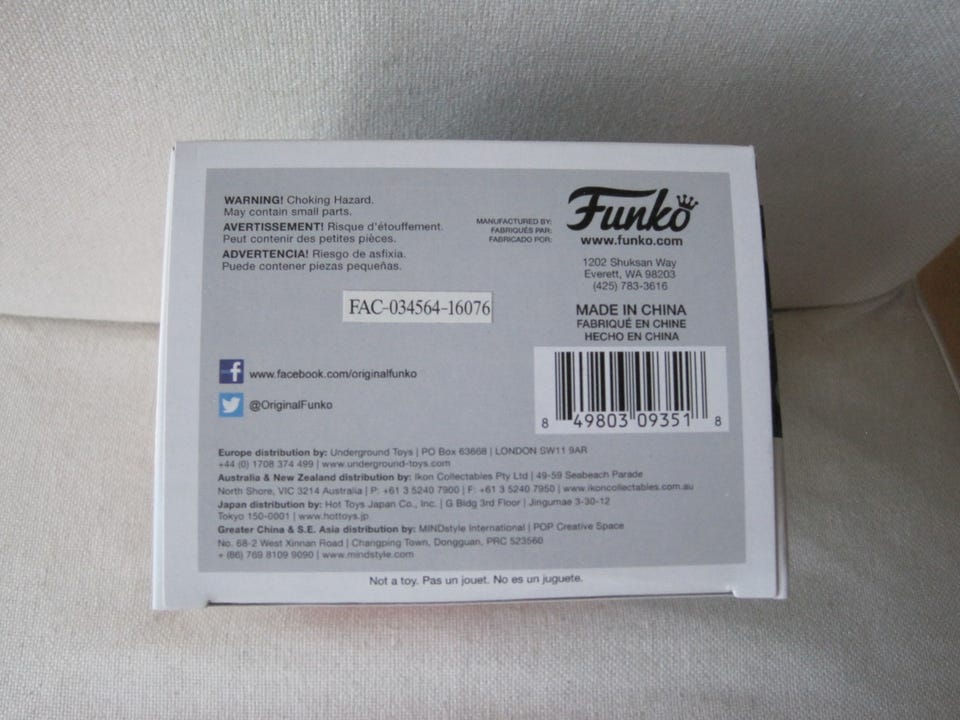 WARNING! Choking Hazard.
May contain small parts.
AVERTISSEMENT! Risque d'étouffement.
Peut contenir des petites pièces.
ADVERTENCIA! Riesgo de asfixia.
Puede contener piezas pequeñas.
MANUFACTURED BY:
FABRIQUÉS PAR:
FABRICADO POR:
Funko
www.funko.com
1202 Shuksan Way
Everett, WA 98203
(425) 783-3616
FAC-034564-16076
MADE IN CHINA
FABRIQUÉ EN CHINE
HECHO EN CHINA
f www.facebook.com/originalfunko
@OriginalFunko
8 49803 09351 8
Europe distribution by: Underground Toys | PO Box 63668 | LONDON SW11 9AR
+44 (0) 1708 374 499 | www.underground-toys.com
Australia & New Zealand distribution by: Ikon Collectables Pty Ltd | 49-59 Seabeach Parade
North Shore, VIC 3214 Australia | P: +61 3 5240 7900 | F: +61 3 5240 7950 | www.ikoncollectables.com.au
Japan distribution by: Hot Toys Japan Co., Inc. | G Bldg 3rd Floor | Jingumae 3-30-12
Tokyo 150-0001 | www.hottoys.jp
Greater China & S.E. Asia distribution by: MINDstyle International | POP Creative Space
No. 68-2 West Xinnan Road | Changping Town, Dongguan, PRC 523560
+ (86) 769 8109 9090 | www.mindstyle.com
Not a toy. Pas un jouet. No es un juguete.